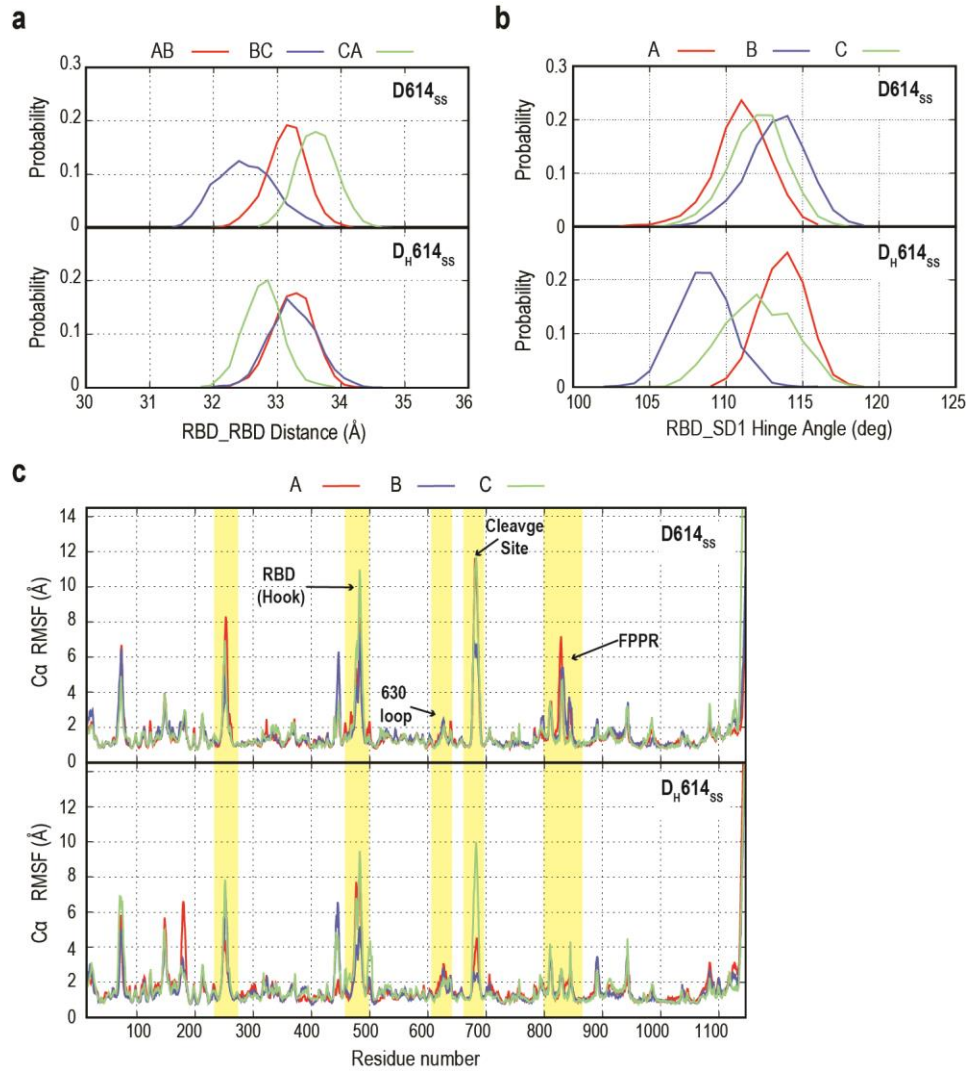 a
b
AB BC CA
A B C
0.3
0.2
0.1
0
Probability
D614SS
0.3
0.2
0.1
0
Probability
D614SS
0.2
0.1
0
Probability
DH614SS
30 31 32 33 34 35 36
RBD_RBD Distance (Å)
0.2
0.1
0
Probability
DH614SS
100 105 110 115 120 125
RBD_SD1 Hinge Angle (deg)
c
A B C
14
12
10
8
6
4
2
0
Cα RMSF (Å)
D614SS
Cleavge
Site
RBD
(Hook)
630
loop
FPPR
12
10
8
6
4
2
0
Cα RMSF (Å)
DH614SS
100 200 300 400 500 600 700 800 900 1000 1100
Residue number